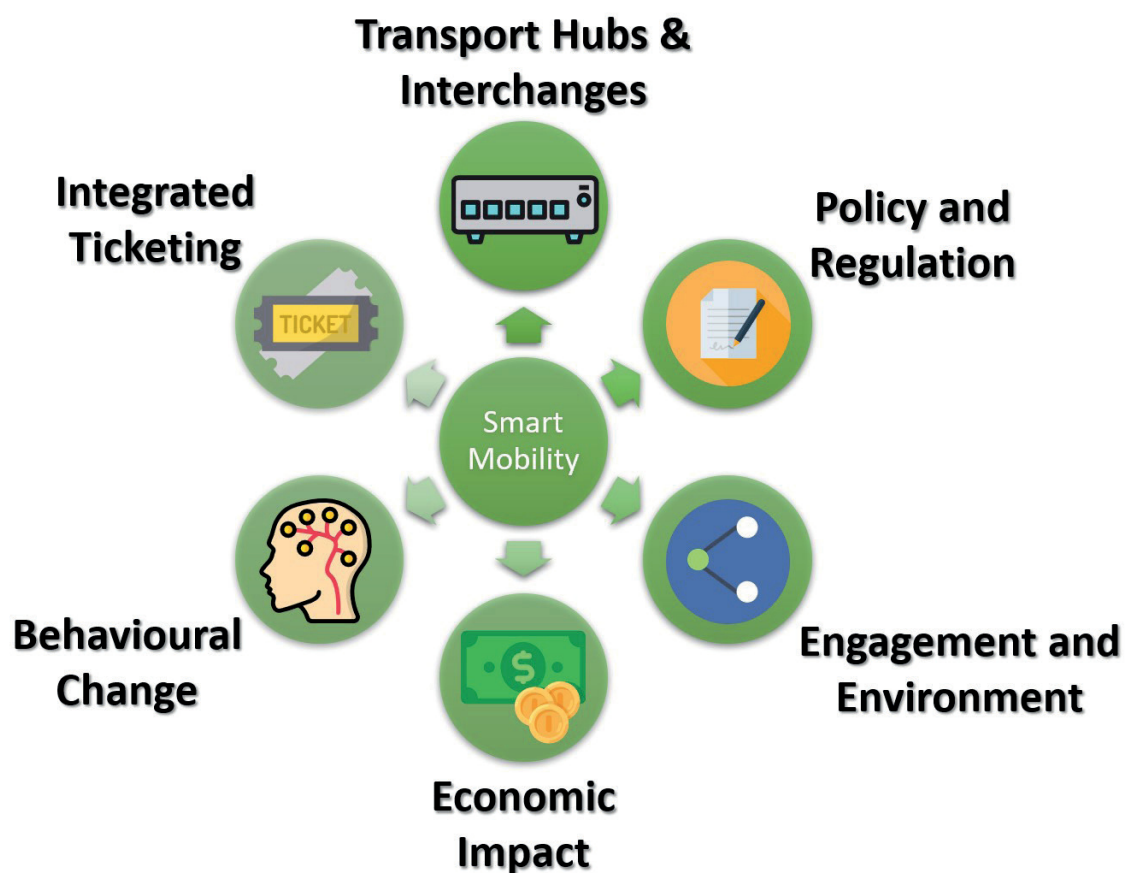 Transport Hubs &
Interchanges
Integrated
Ticketing
Policy and
Regulation
TICKET
Smart
Mobility
Behavioural
Change
Engagement and
Environment
Economic
Impact
$